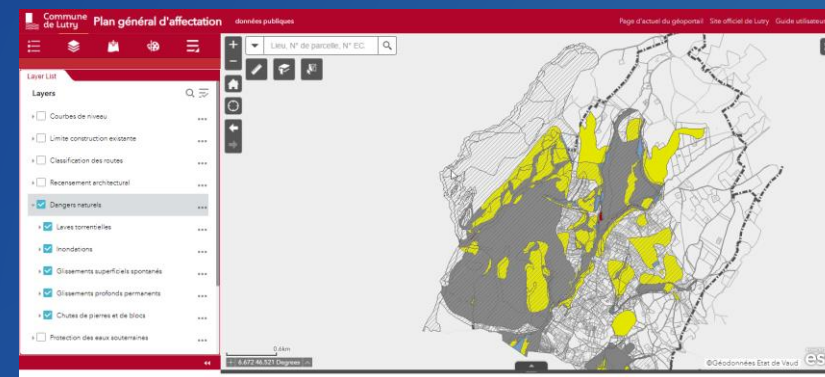 Commune de Lutry Plan général d'affectation données publiques Page d'actuel du géoportail Site officiel de Lutry Guide utilisateur
Layer List
Layers
Courbes de niveau
Limite construction existante
Classification des routes
Recensement architectural
Dangers naturels
Laves torrentielles
Inondations
Glissements superficiels spontanés
Glissements profonds permanents
Chutes de pierres et de blocs
Protection des eaux souterraines
Lieu, N° de parcelle, N° EC.
0.6km
6.672 46.521 Degrees
©Géodonnées Etat de Vaud